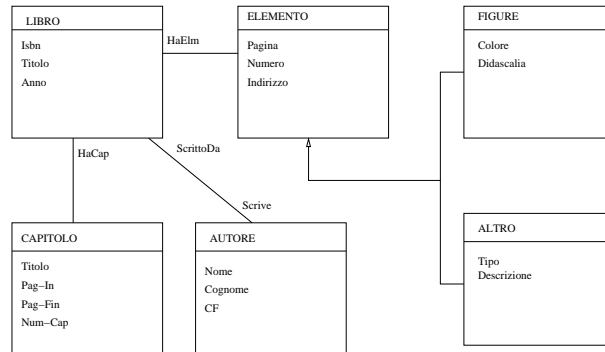 LIBRO
Isbn
Titolo
Anno
HaElm
ELEMENTO
Pagina
Numero
Indirizzo
FIGURE
Colore
Didascalia
HaCap
ScrittoDa
Scrive
CAPITOLO
Titolo
Pag–In
Pag–Fin
Num–Cap
AUTORE
Nome
Cognome
CF
ALTRO
Tipo
Descrizione